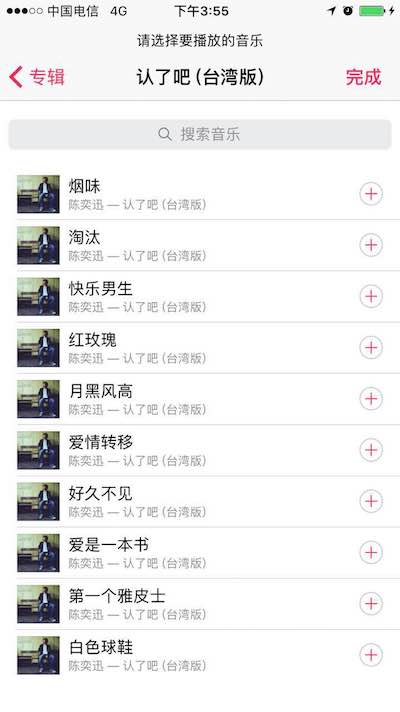 中国电信 4G 下午3:55
请选择要播放的音乐
专辑 认了吧 (台湾版) 完成
搜索音乐
烟味
陈奕迅 — 认了吧 (台湾版)
淘汰
陈奕迅 — 认了吧 (台湾版)
快乐男生
陈奕迅 — 认了吧 (台湾版)
红玫瑰
陈奕迅 — 认了吧 (台湾版)
月黑风高
陈奕迅 — 认了吧 (台湾版)
爱情转移
陈奕迅 — 认了吧 (台湾版)
好久不见
陈奕迅 — 认了吧 (台湾版)
爱是一本书
陈奕迅 — 认了吧 (台湾版)
第一个雅皮士
陈奕迅 — 认了吧 (台湾版)
白色球鞋
陈奕迅 — 认了吧 (台湾版)